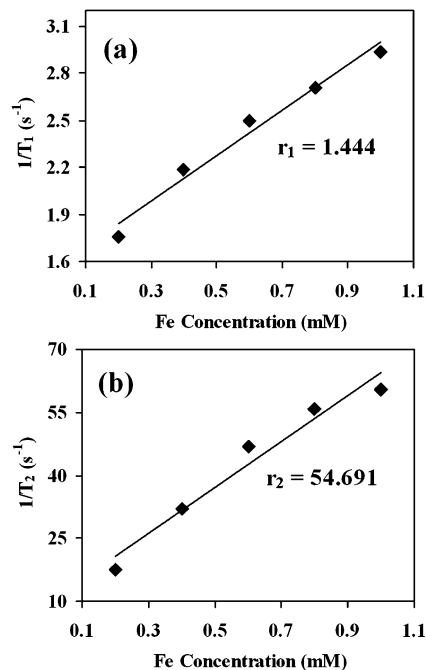 (a)
3.1
2.8
2.5
2.2
1.9
1.6
1/T₁ (s⁻¹)
r₁ = 1.444
0.1 0.3 0.5 0.7 0.9 1.1
Fe Concentration (mM)
(b)
70
55
40
25
10
1/T₂ (s⁻¹)
r₂ = 54.691
0.1 0.3 0.5 0.7 0.9 1.1
Fe Concentration (mM)